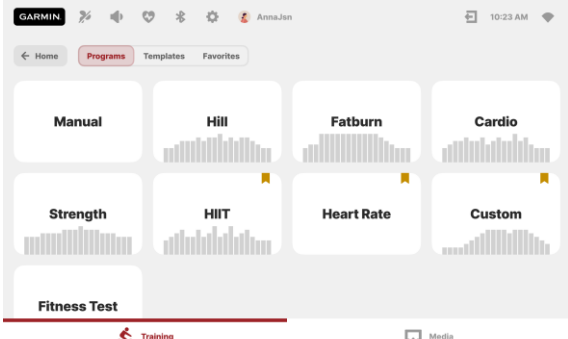 GARMIN AnnaJsn 10:23 AM
Home Programs Templates Favorites
Manual Hill Fatburn Cardio
Strength HIIT Heart Rate Custom
Fitness Test
Training Media